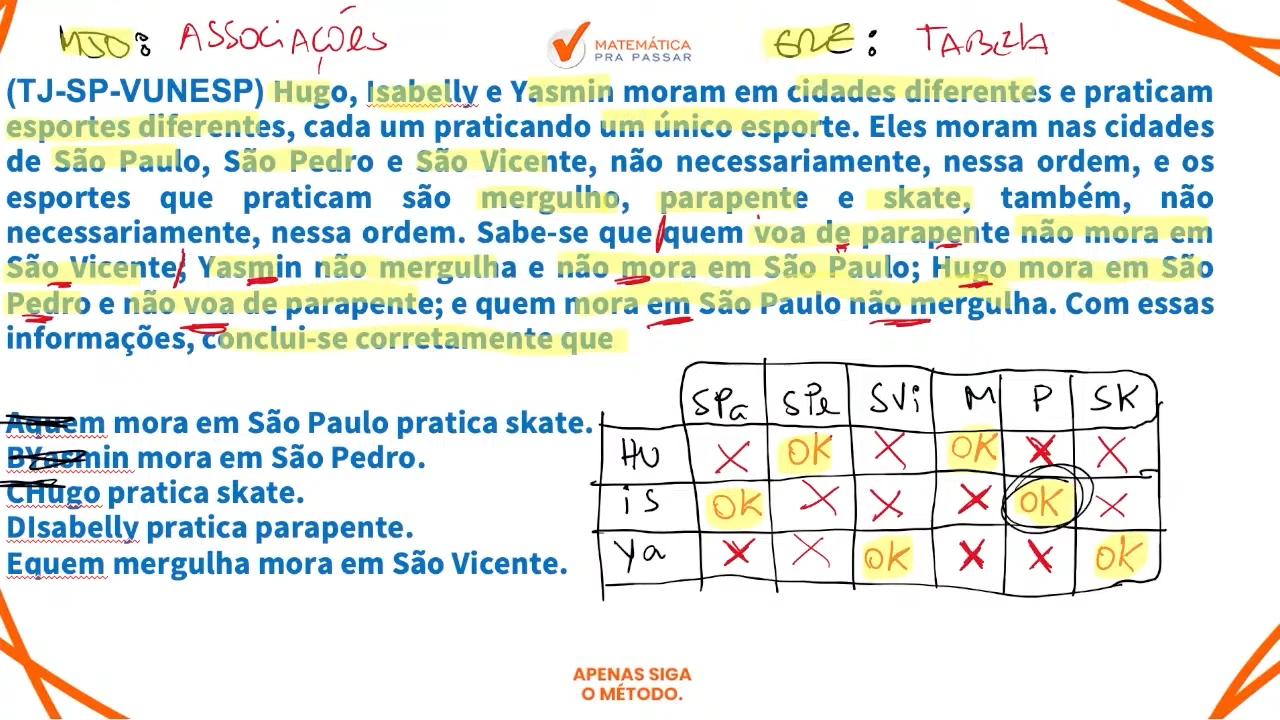 MJO: ASSOCIAÇÕES
MATEMÁTICA
PRA PASSAR
: TABELA
(TJ-SP-VUNESP) Hugo, Isabelly e Yasmin moram em cidades diferentes e praticam
esportes diferentes, cada um praticando um único esporte. Eles moram nas cidades
de São Paulo, São Pedro e São Vicente, não necessariamente, nessa ordem, e os
esportes que praticam são mergulho, parapente e skate, também, não
necessariamente, nessa ordem. Sabe-se que quem voa de parapente não mora em
São Vicente; Yasmin não mergulha e não mora em São Paulo; Hugo mora em São
Pedro e não voa de parapente; e quem mora em São Paulo não mergulha. Com essas
informações, conclui-se corretamente que
Aquem mora em São Paulo pratica skate.
BYasmin mora em São Pedro.
CHugo pratica skate.
DIsabelly pratica parapente.
Equem mergulha mora em São Vicente.
SPa SPe SVi M P SK
HU X OK X OK X X
iS OK X X X OK X
Ya X X OK X X OK
APENAS SIGA
O MÉTODO.